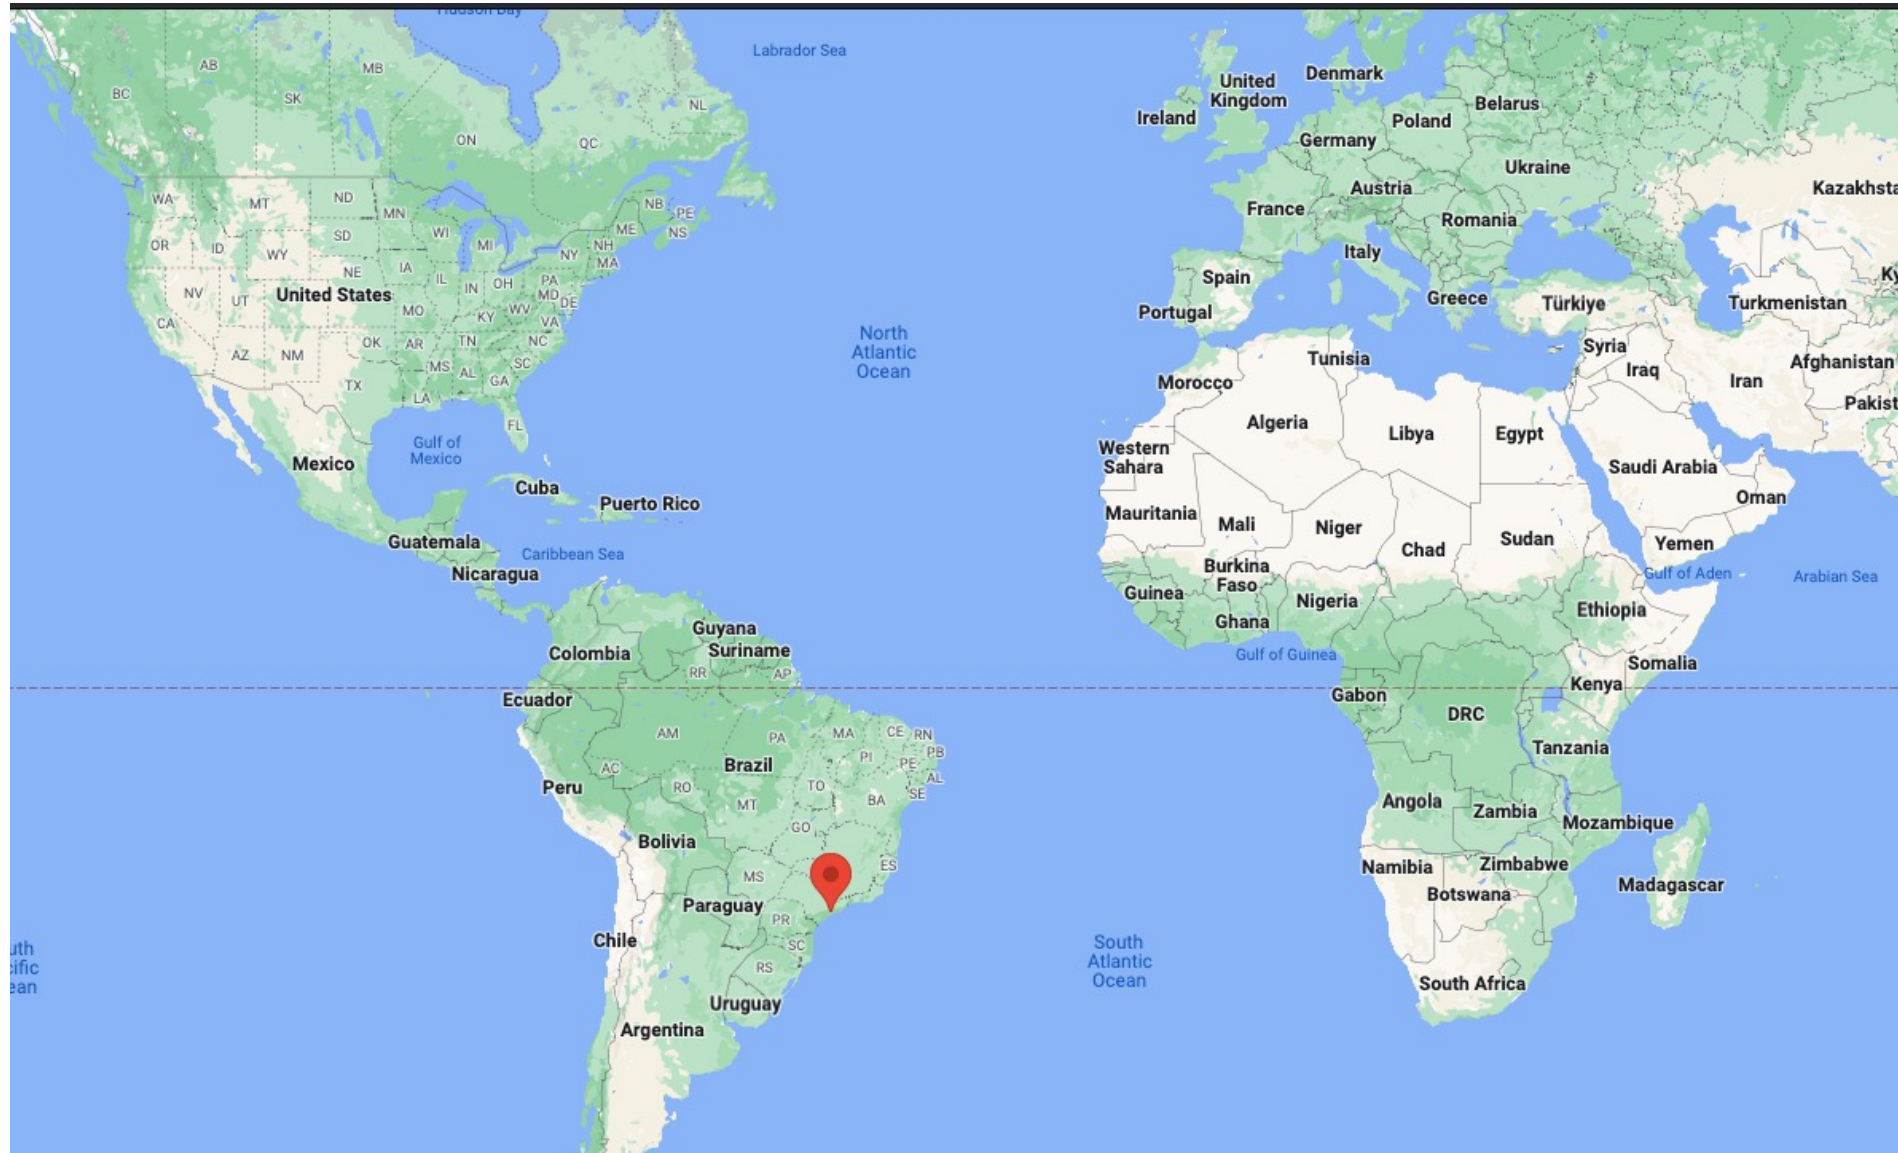 Hudson Bay
Labrador Sea
AB
MB
BC
SK
NL
ON
QC
United
Kingdom
Denmark
Ireland
Belarus
Poland
Germany
Ukraine
Austria
Kazakhsta
France
Romania
Italy
Spain
Portugal
Greece
Türkiye
Turkmenistan
Ky
WA
MT
ND
MN
NB
PE
NS
ME
OR
ID
WY
SD
WI
MI
NY
NH
MA
NE
IA
IL
IN
OH
PA
MD
DE
NV
UT
United States
MO
KY
WV
VA
CA
AZ
NM
OK
AR
TN
NC
SC
MS
AL
GA
TX
LA
FL
North
Atlantic
Ocean
Tunisia
Syria
Iraq
Iran
Afghanistan
Pakist
Morocco
Algeria
Libya
Egypt
Western
Sahara
Saudi Arabia
Oman
Gulf of
Mexico
Mexico
Cuba
Puerto Rico
Guatemala
Caribbean Sea
Nicaragua
Mauritania
Mali
Niger
Chad
Sudan
Yemen
Burkina
Faso
Gulf of Aden
Arabian Sea
Guinea
Nigeria
Ghana
Ethiopia
Gulf of Guinea
Somalia
Guyana
Suriname
Colombia
RR
AP
Ecuador
Gabon
Kenya
DRC
Tanzania
AM
PA
MA
CE
RN
PB
PI
PE
AL
SE
Brazil
AC
RO
TO
BA
MT
Peru
GO
Bolivia
Angola
Zambia
Mozambique
MS
ES
Paraguay
PR
SC
RS
Chile
Uruguay
Argentina
Namibia
Zimbabwe
Botswana
Madagascar
South Africa
South
Atlantic
Ocean
uth
cific
ean